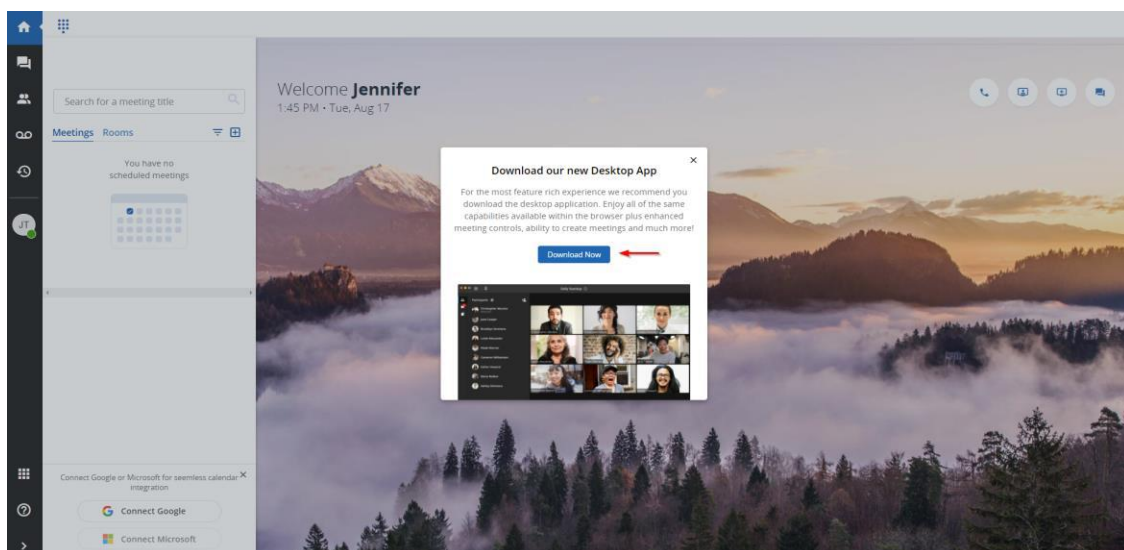 Search for a meeting title
Meetings Rooms
You have no
scheduled meetings
JT
Connect Google or Microsoft for seemless calendar
integration
Connect Google
Connect Microsoft
Welcome Jennifer
1:45 PM • Tue, Aug 17
Download our new Desktop App
For the most feature rich experience we recommend you
download the desktop application. Enjoy all of the same
capabilities available within the browser plus enhanced
meeting controls, ability to create meetings and much more!
Download Now